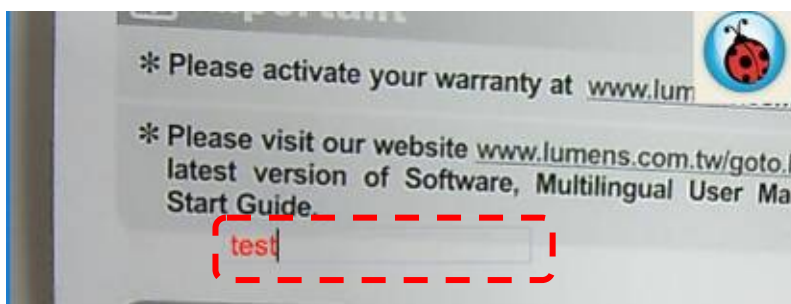 Important
* Please activate your warranty at www.lum
* Please visit our website www.lumens.com.tw/goto.
latest version of Software, Multilingual User Ma
Start Guide.
test